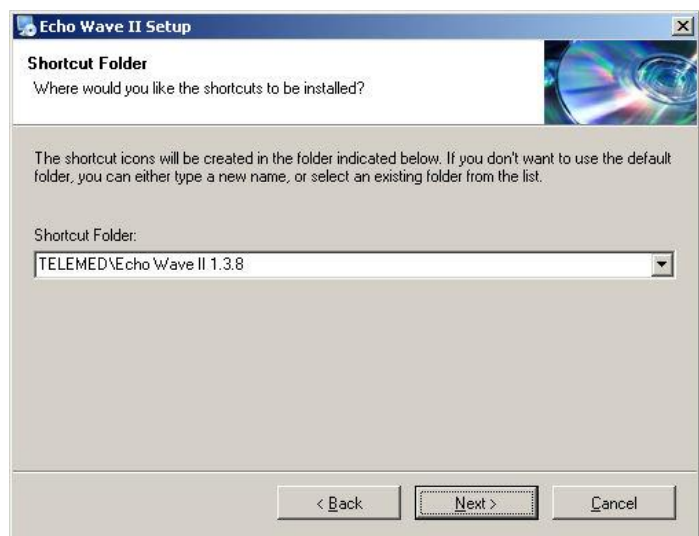 Echo Wave II Setup
Shortcut Folder
Where would you like the shortcuts to be installed?
The shortcut icons will be created in the folder indicated below. If you don't want to use the default
folder, you can either type a new name, or select an existing folder from the list.
Shortcut Folder:
TELEMED\Echo Wave II 1.3.8
< Back
Next >
Cancel